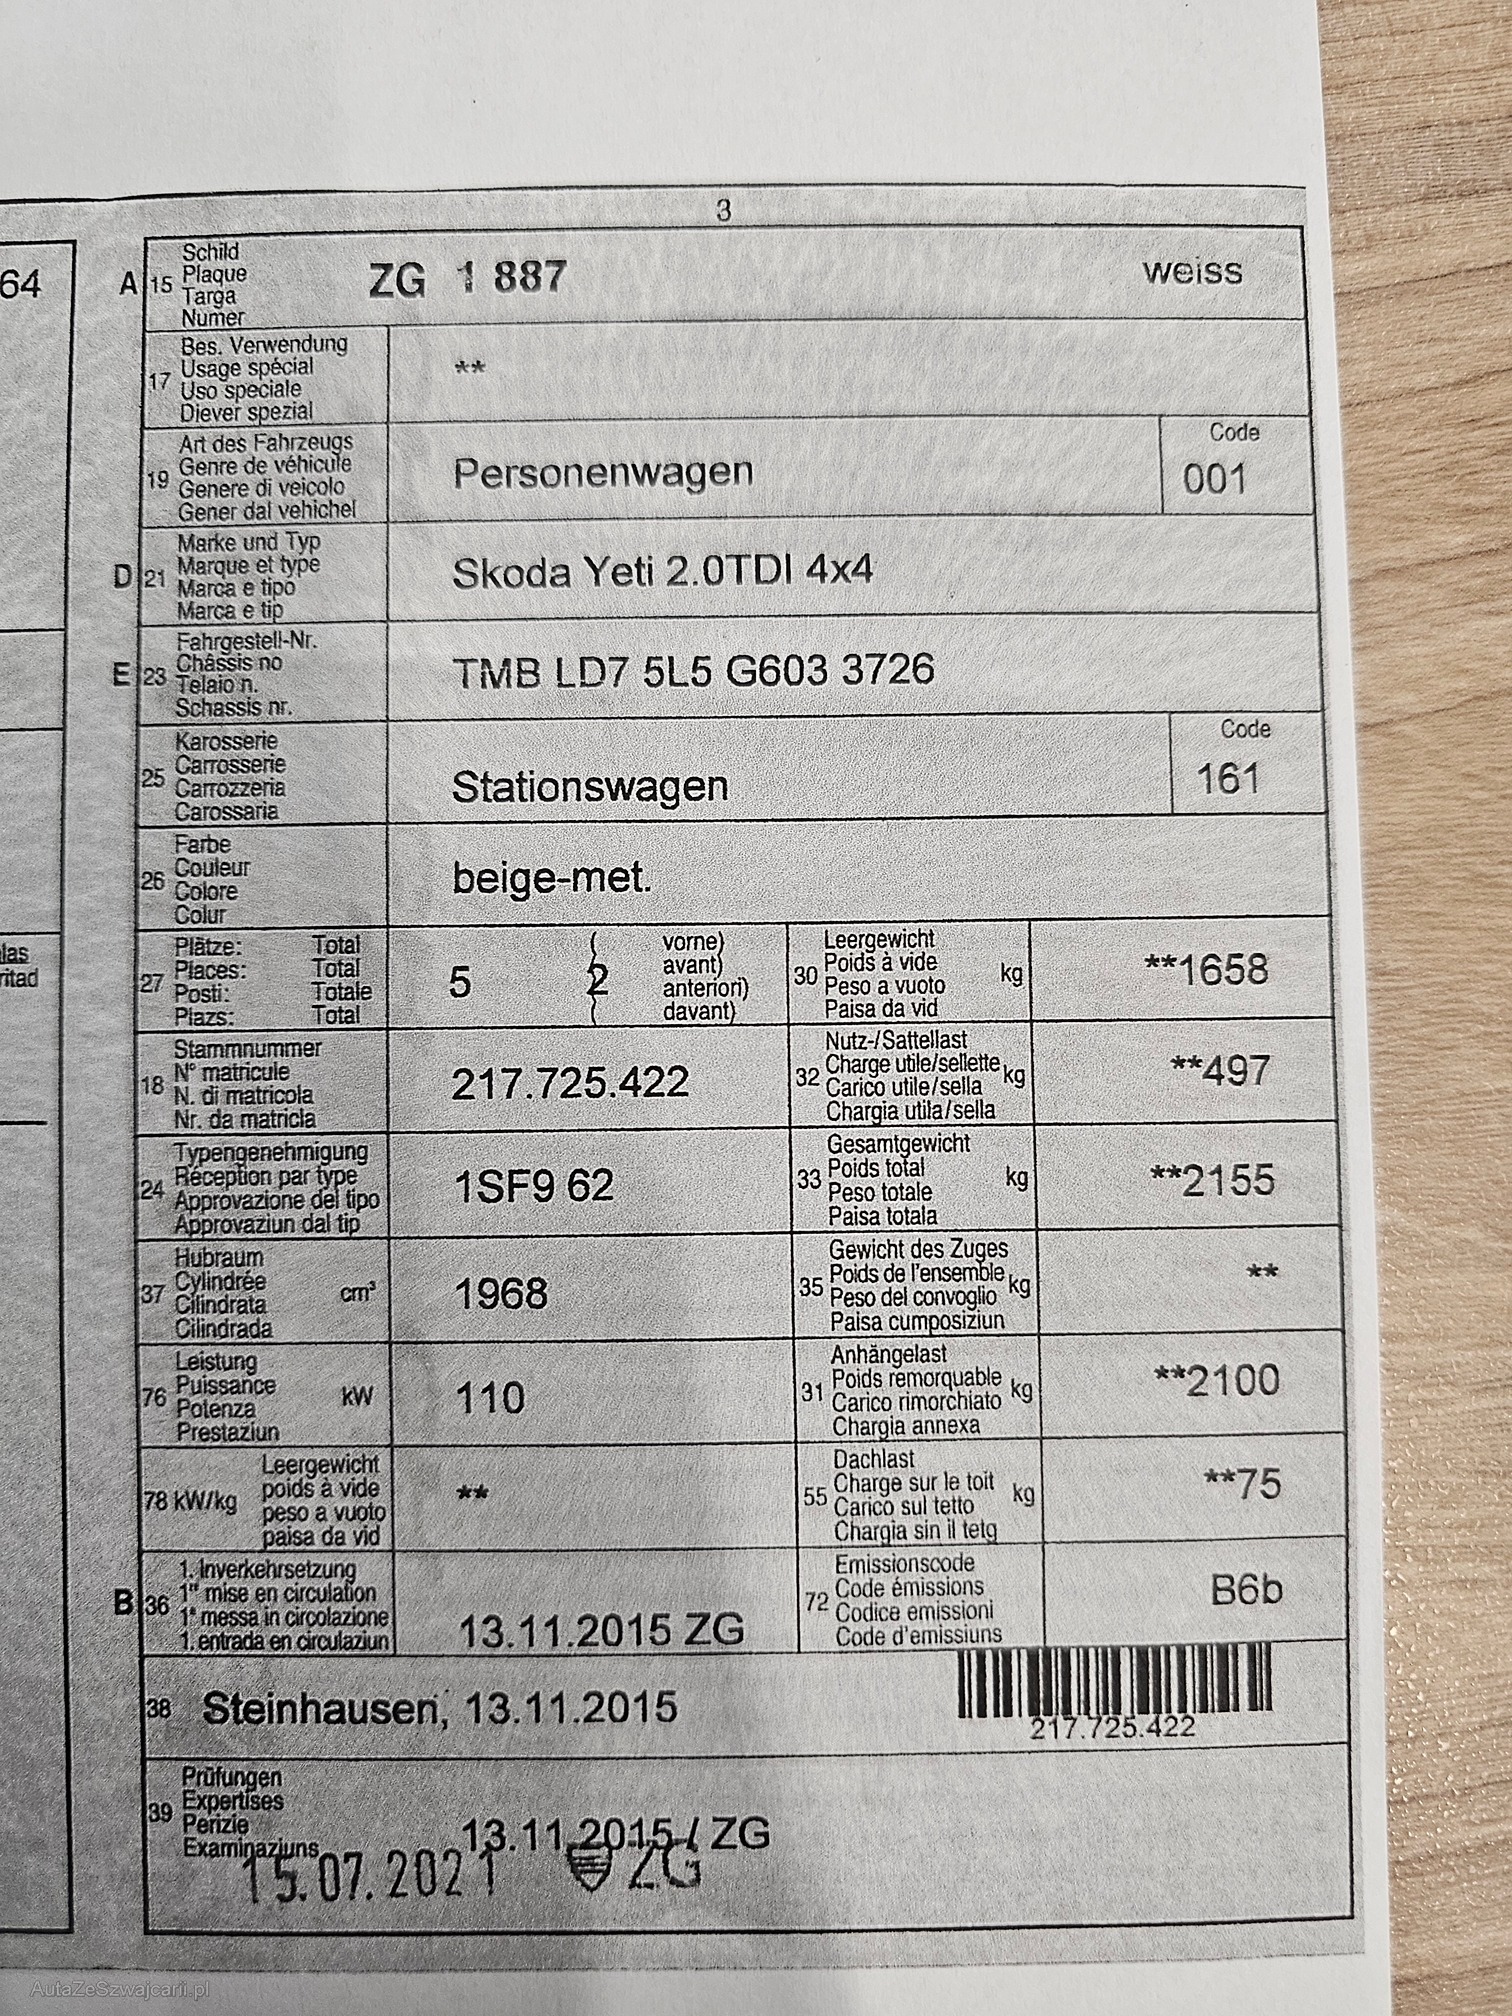 3
64
A 15 Schild
Plaque
Targa
Numer
ZG 1 887 weiss
17 Bes. Verwendung
Usage spécial
Uso speciale
Diever spezial
**
19 Art des Fahrzeugs
Genre de véhicule
Genere di veicolo
Gener dal vehichel
Personenwagen
Code
001
D 21 Marke und Typ
Marque et type
Marca e tipo
Marca e tip
Skoda Yeti 2.0TDI 4x4
E 23 Fahrgestell-Nr.
Châssis no
Telaio n.
Schassis nr.
TMB LD7 5L5 G603 3726
25 Karosserie
Carrosserie
Carrozzeria
Carossaria
Stationswagen
Code
161
26 Farbe
Couleur
Colore
Colur
beige-met.
las
ritad
27 Plätze: Total
Places: Total
Posti: Totale
Plazs: Total
5 2
vorne)
avant)
anteriori)
davant)
30 Leergewicht
Poids à vide kg
Peso a vuoto
Paisa da vid
**1658
18 Stammnummer
N° matricule
N. di matricola
Nr. da matricla
217.725.422
32 Nutz-/Sattellast
Charge utile/sellette kg
Carico utile/sella
Chargia utila/sella
**497
24 Typengenehmigung
Réception par type
Approvazione del tipo
Approvaziun dal tip
1SF9 62
33 Gesamtgewicht
Poids total kg
Peso totale
Paisa totala
**2155
37 Hubraum
Cylindrée cm³
Cilindrata
Cilindrada
1968
35 Gewicht des Zuges
Poids de l'ensemble kg
Peso del convoglio
Paisa cumposiziun
**
76 Leistung
Puissance kW
Potenza
Prestaziun
110
31 Anhängelast
Poids remorquable kg
Carico rimorchiato
Chargia annexa
**2100
78 kW/kg Leergewicht
poids à vide
peso a vuoto
paisa da vid
**
55 Dachlast
Charge sur le toit kg
Carico sul tetto
Chargia sin il tetg
**75
B 36 1. Inverkehrsetzung
1re mise en circulation
1a messa in circolazione
1. entrada en circulaziun
13.11.2015 ZG
72 Emissionscode
Code émissions
Codice emissioni
Code d'emissiuns
B6b
38 Steinhausen, 13.11.2015
217.725.422
39 Prüfungen
Expertises
Perizie
Examinaziuns
13.11.2015 / ZG
15.07.2021 ZG
AutaZeSzwajcarii.pl